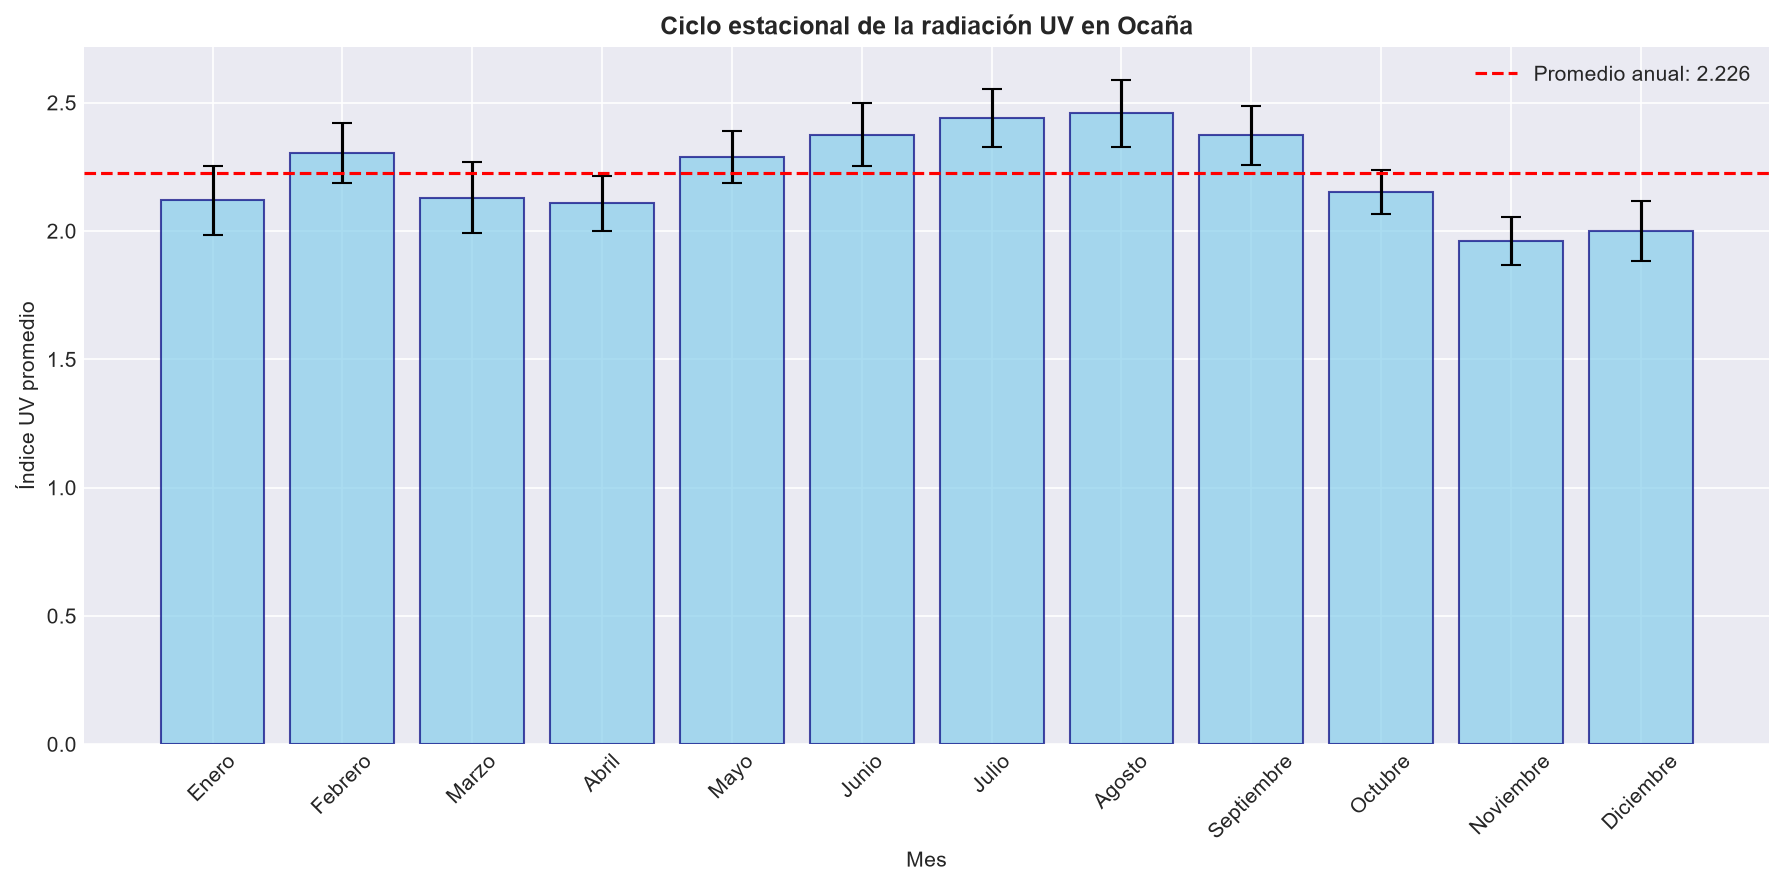 Ciclo estacional de la radiación UV en Ocaña
Promedio anual: 2.226
Índice UV promedio
2.5
2.0
1.5
1.0
0.5
0.0
Enero
Febrero
Marzo
Abril
Mayo
Junio
Julio
Agosto
Septiembre
Octubre
Noviembre
Diciembre
Mes